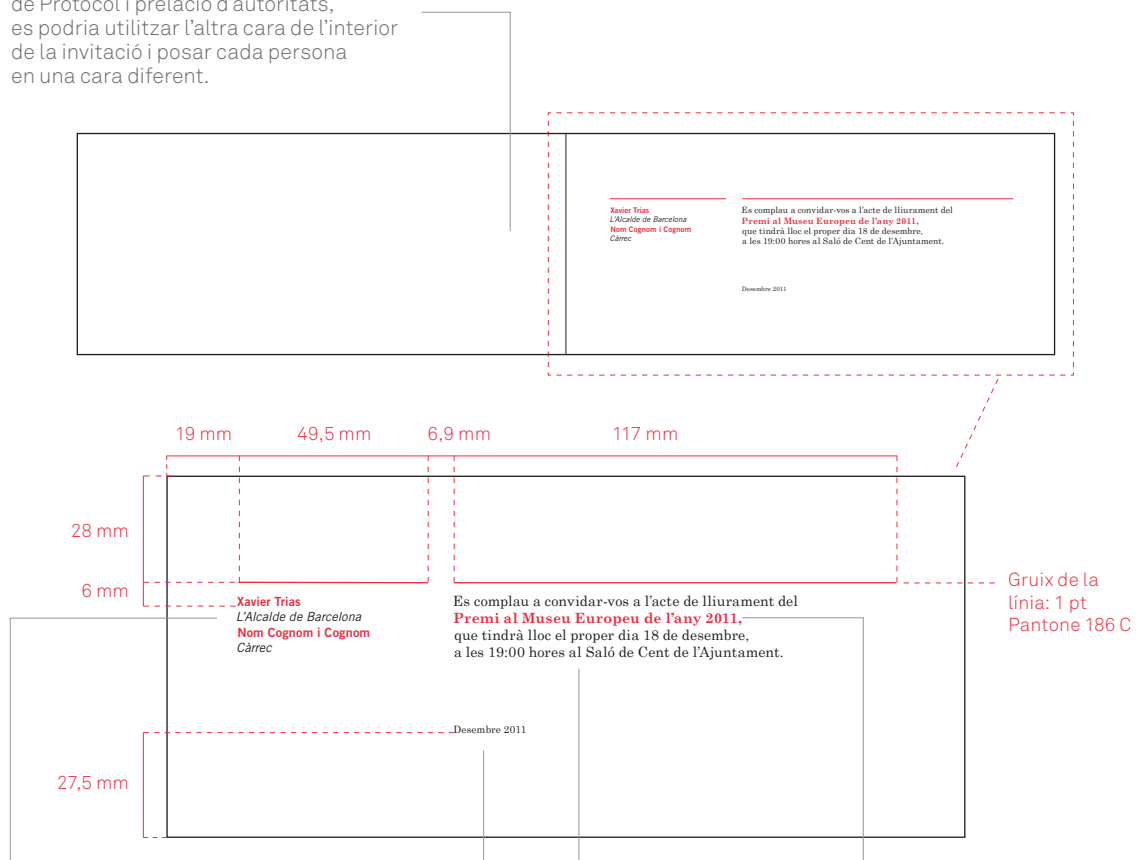 de Protocol i prelació d'autoritats,
es podria utilitzar l'altra cara de l'interior
de la invitació i posar cada persona
en una cara diferent.
Xavier Trias
L'Alcalde de Barcelona
Nom Cognom i Cognom
Càrrec
Es complau a convidar-vos a l'acte de lliurament del
Premi al Museu Europeu de l'any 2011,
que tindrà lloc el proper dia 18 de desembre,
a les 19:00 hores al Saló de Cent de l'Ajuntament.
Desembre 2011
19 mm
49,5 mm
6,9 mm
117 mm
28 mm
6 mm
Xavier Trias
L'Alcalde de Barcelona
Nom Cognom i Cognom
Càrrec
Es complau a convidar-vos a l'acte de lliurament del
Premi al Museu Europeu de l'any 2011,
que tindrà lloc el proper dia 18 de desembre,
a les 19:00 hores al Saló de Cent de l'Ajuntament.
Gruix de la
línia: 1 pt
Pantone 186 C
Desembre 2011
27,5 mm